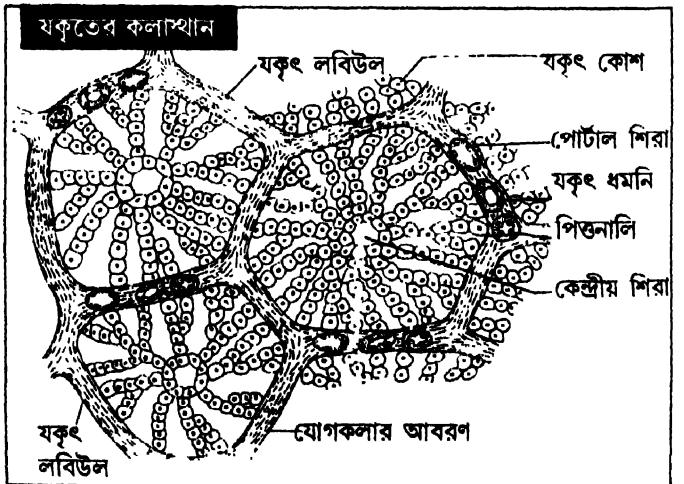 যকৃতের কলাস্থান
যকৃৎ লবিউল
যকৃৎ কোশ
পোর্টাল শিরা
যকৃৎ ধমনি
পিত্তনালি
কেন্দ্রীয় শিরা
যোগকলার আবরণ
যকৃৎ
লবিউল